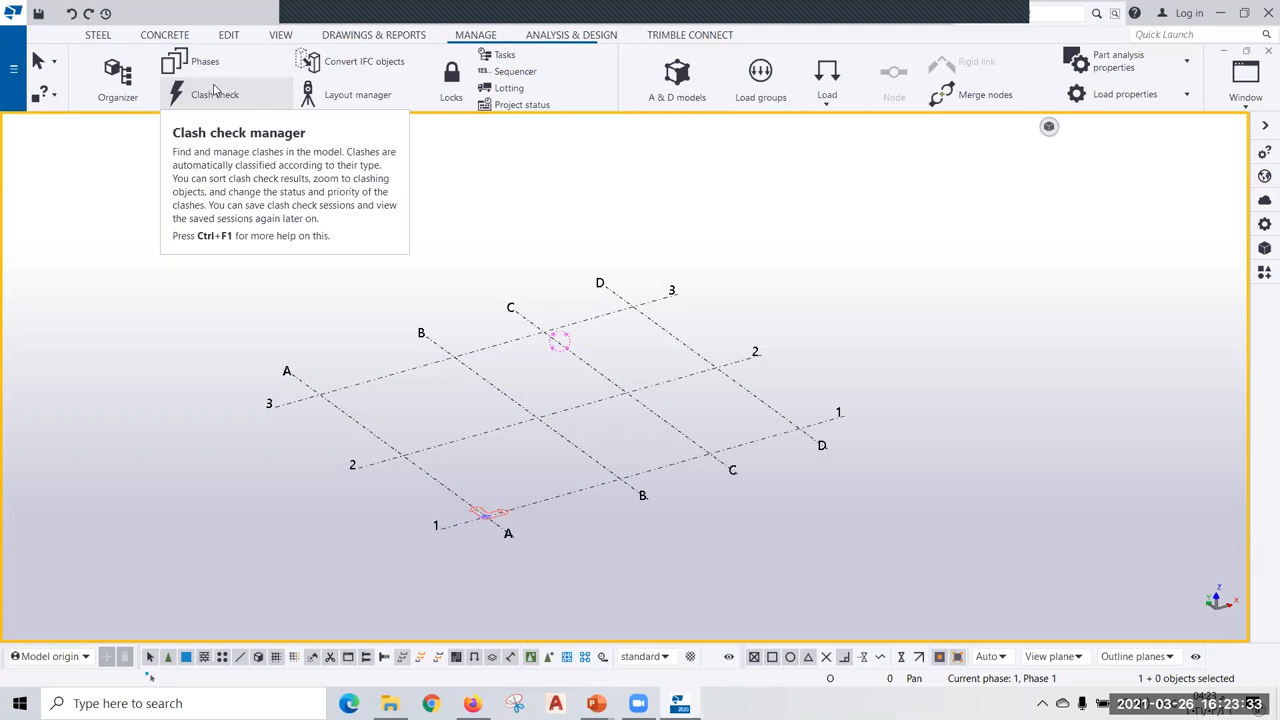 Log in
STEEL CONCRETE EDIT VIEW DRAWINGS & REPORTS MANAGE ANALYSIS & DESIGN TRIMBLE CONNECT Quick Launch
Organizer
Phases
Clash check
Convert IFC objects
Layout manager
Locks
Tasks
Sequencer
Lotting
Project status
A & D models
Load groups
Load
Node
Rigid link
Merge nodes
Part analysis
properties
Load properties
Window
Clash check manager
Find and manage clashes in the model. Clashes are
automatically classified according to their type.
You can sort clash check results, zoom to clashing
objects, and change the status and priority of the
clashes. You can save clash check sessions and view
the saved sessions again later on.
Press Ctrl+F1 for more help on this.
D
3
C
B
2
A
3
1
D
2
C
B
1
A
Z
Y
X
Model origin
standard
Auto
View plane
Outline planes
O 0 Current phase: 1, Phase 1 1 + 0 objects selected
Type here to search
2020
2021-03-26 16:23:33